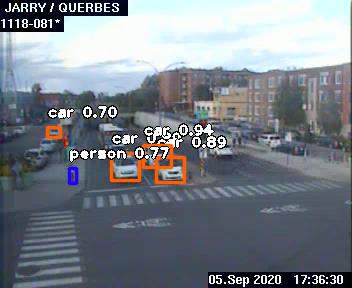 JARRY / QUERBES
1118-081*
car 0.70
car 0.94
car
car 0.89
person 0.77
05.Sep 2020 17:36:30